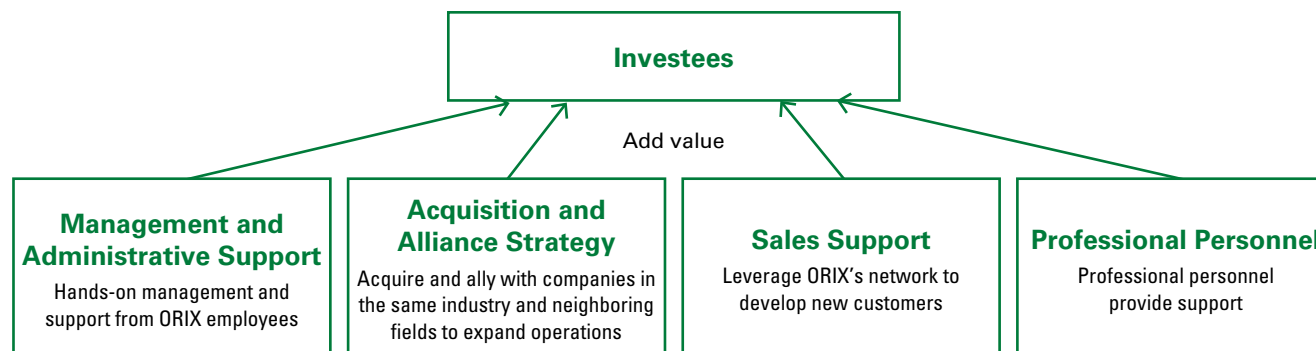 Investees
Add value
Management and
Administrative Support
Hands-on management and
support from ORIX employees
Acquisition and
Alliance Strategy
Acquire and ally with companies in
the same industry and neighboring
fields to expand operations
Sales Support
Leverage ORIX's network to
develop new customers
Professional Personnel
Professional personnel
provide support